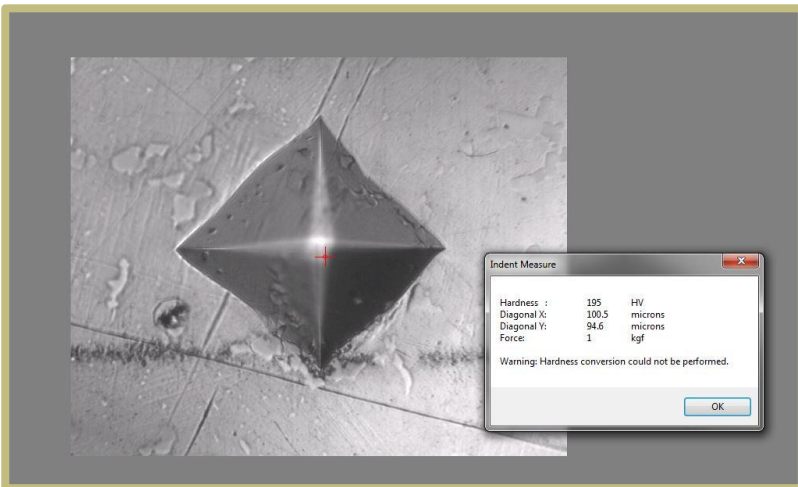 Indent Measure
Hardness : 195 HV
Diagonal X: 100.5 microns
Diagonal Y: 94.6 microns
Force: 1 kgf
Warning: Hardness conversion could not be performed.
OK